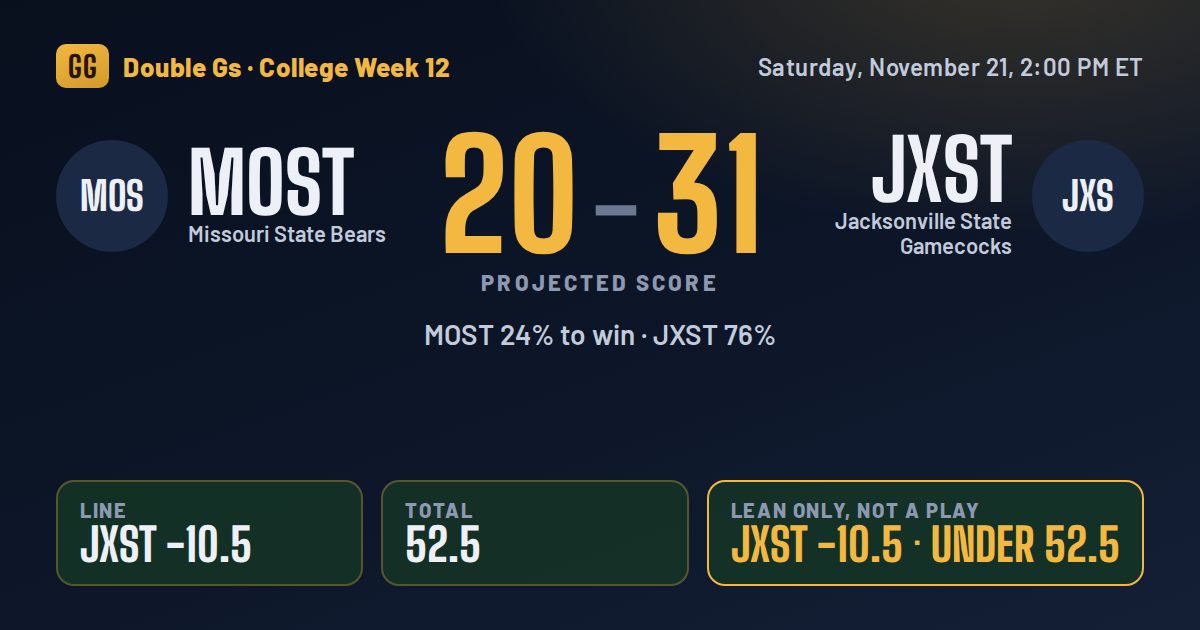 GG
Double Gs · College Week 12
Saturday, November 21, 2:00 PM ET
MOS
MOST
Missouri State Bears
20 – 31
PROJECTED SCORE
MOST 24% to win · JXST 76%
JXST
Jacksonville State
Gamecocks
JXS
LINE
JXST −10.5
TOTAL
52.5
LEAN ONLY, NOT A PLAY
JXST −10.5 · UNDER 52.5